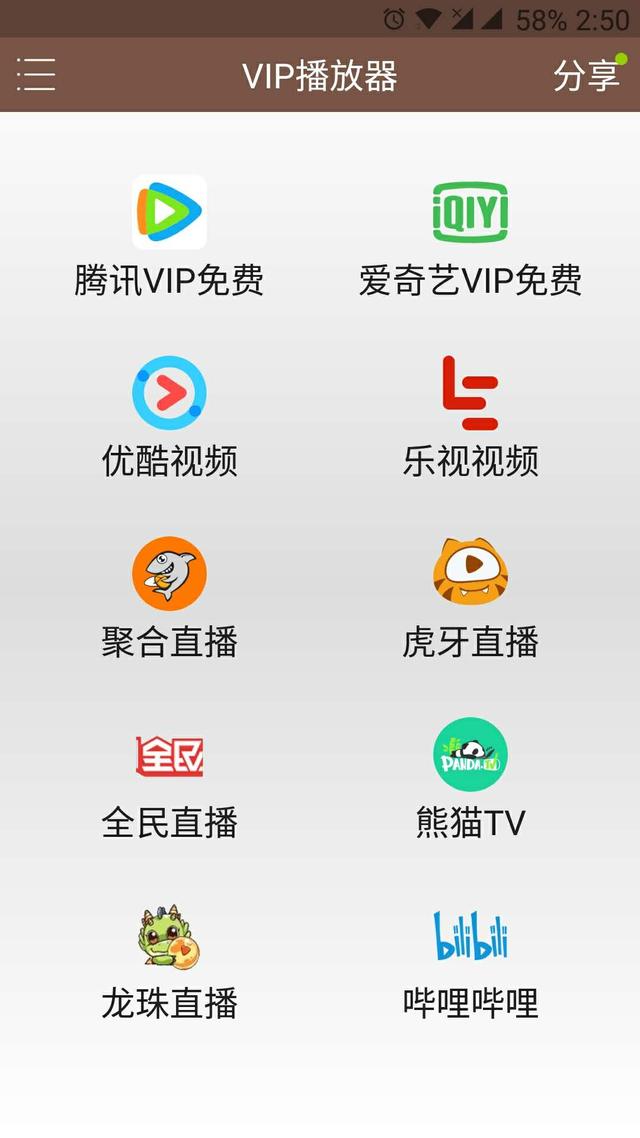 58% 2:50
VIP播放器
分享
iQIYI
腾讯VIP免费
爱奇艺VIP免费
优酷视频
乐视视频
聚合直播
虎牙直播
全民
PANDA.TV
全民直播
熊猫TV
bilibili
龙珠直播
哔哩哔哩